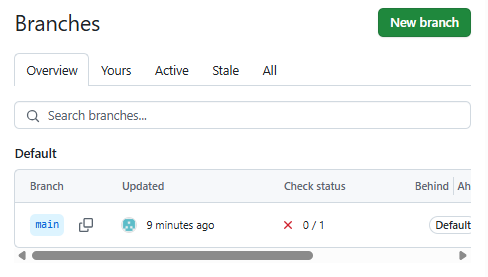 Branches
New branch
Overview Yours Active Stale All
Search branches...
Default
Branch Updated Check status Behind Ah
main 9 minutes ago 0 / 1 Default